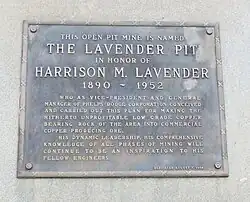 THIS OPEN PIT MINE IS NAMED
THE LAVENDER PIT
IN HONOR OF
HARRISON M. LAVENDER
1890 - 1952
WHO AS VICE-PRESIDENT AND GENERAL
MANAGER OF PHELPS DODGE CORPORATION CONCEIVED
AND CARRIED OUT THIS PLAN FOR MAKING THE
HITHERTO UNPROFITABLE LOW GRADE COPPER
BEARING ROCK OF THE AREA INTO COMMERCIAL
COPPER PRODUCING ORE.
HIS DYNAMIC LEADERSHIP, HIS COMPREHENSIVE
KNOWLEDGE OF ALL PHASES OF MINING WILL
CONTINUE TO BE AN INSPIRATION TO HIS
FELLOW ENGINEERS.